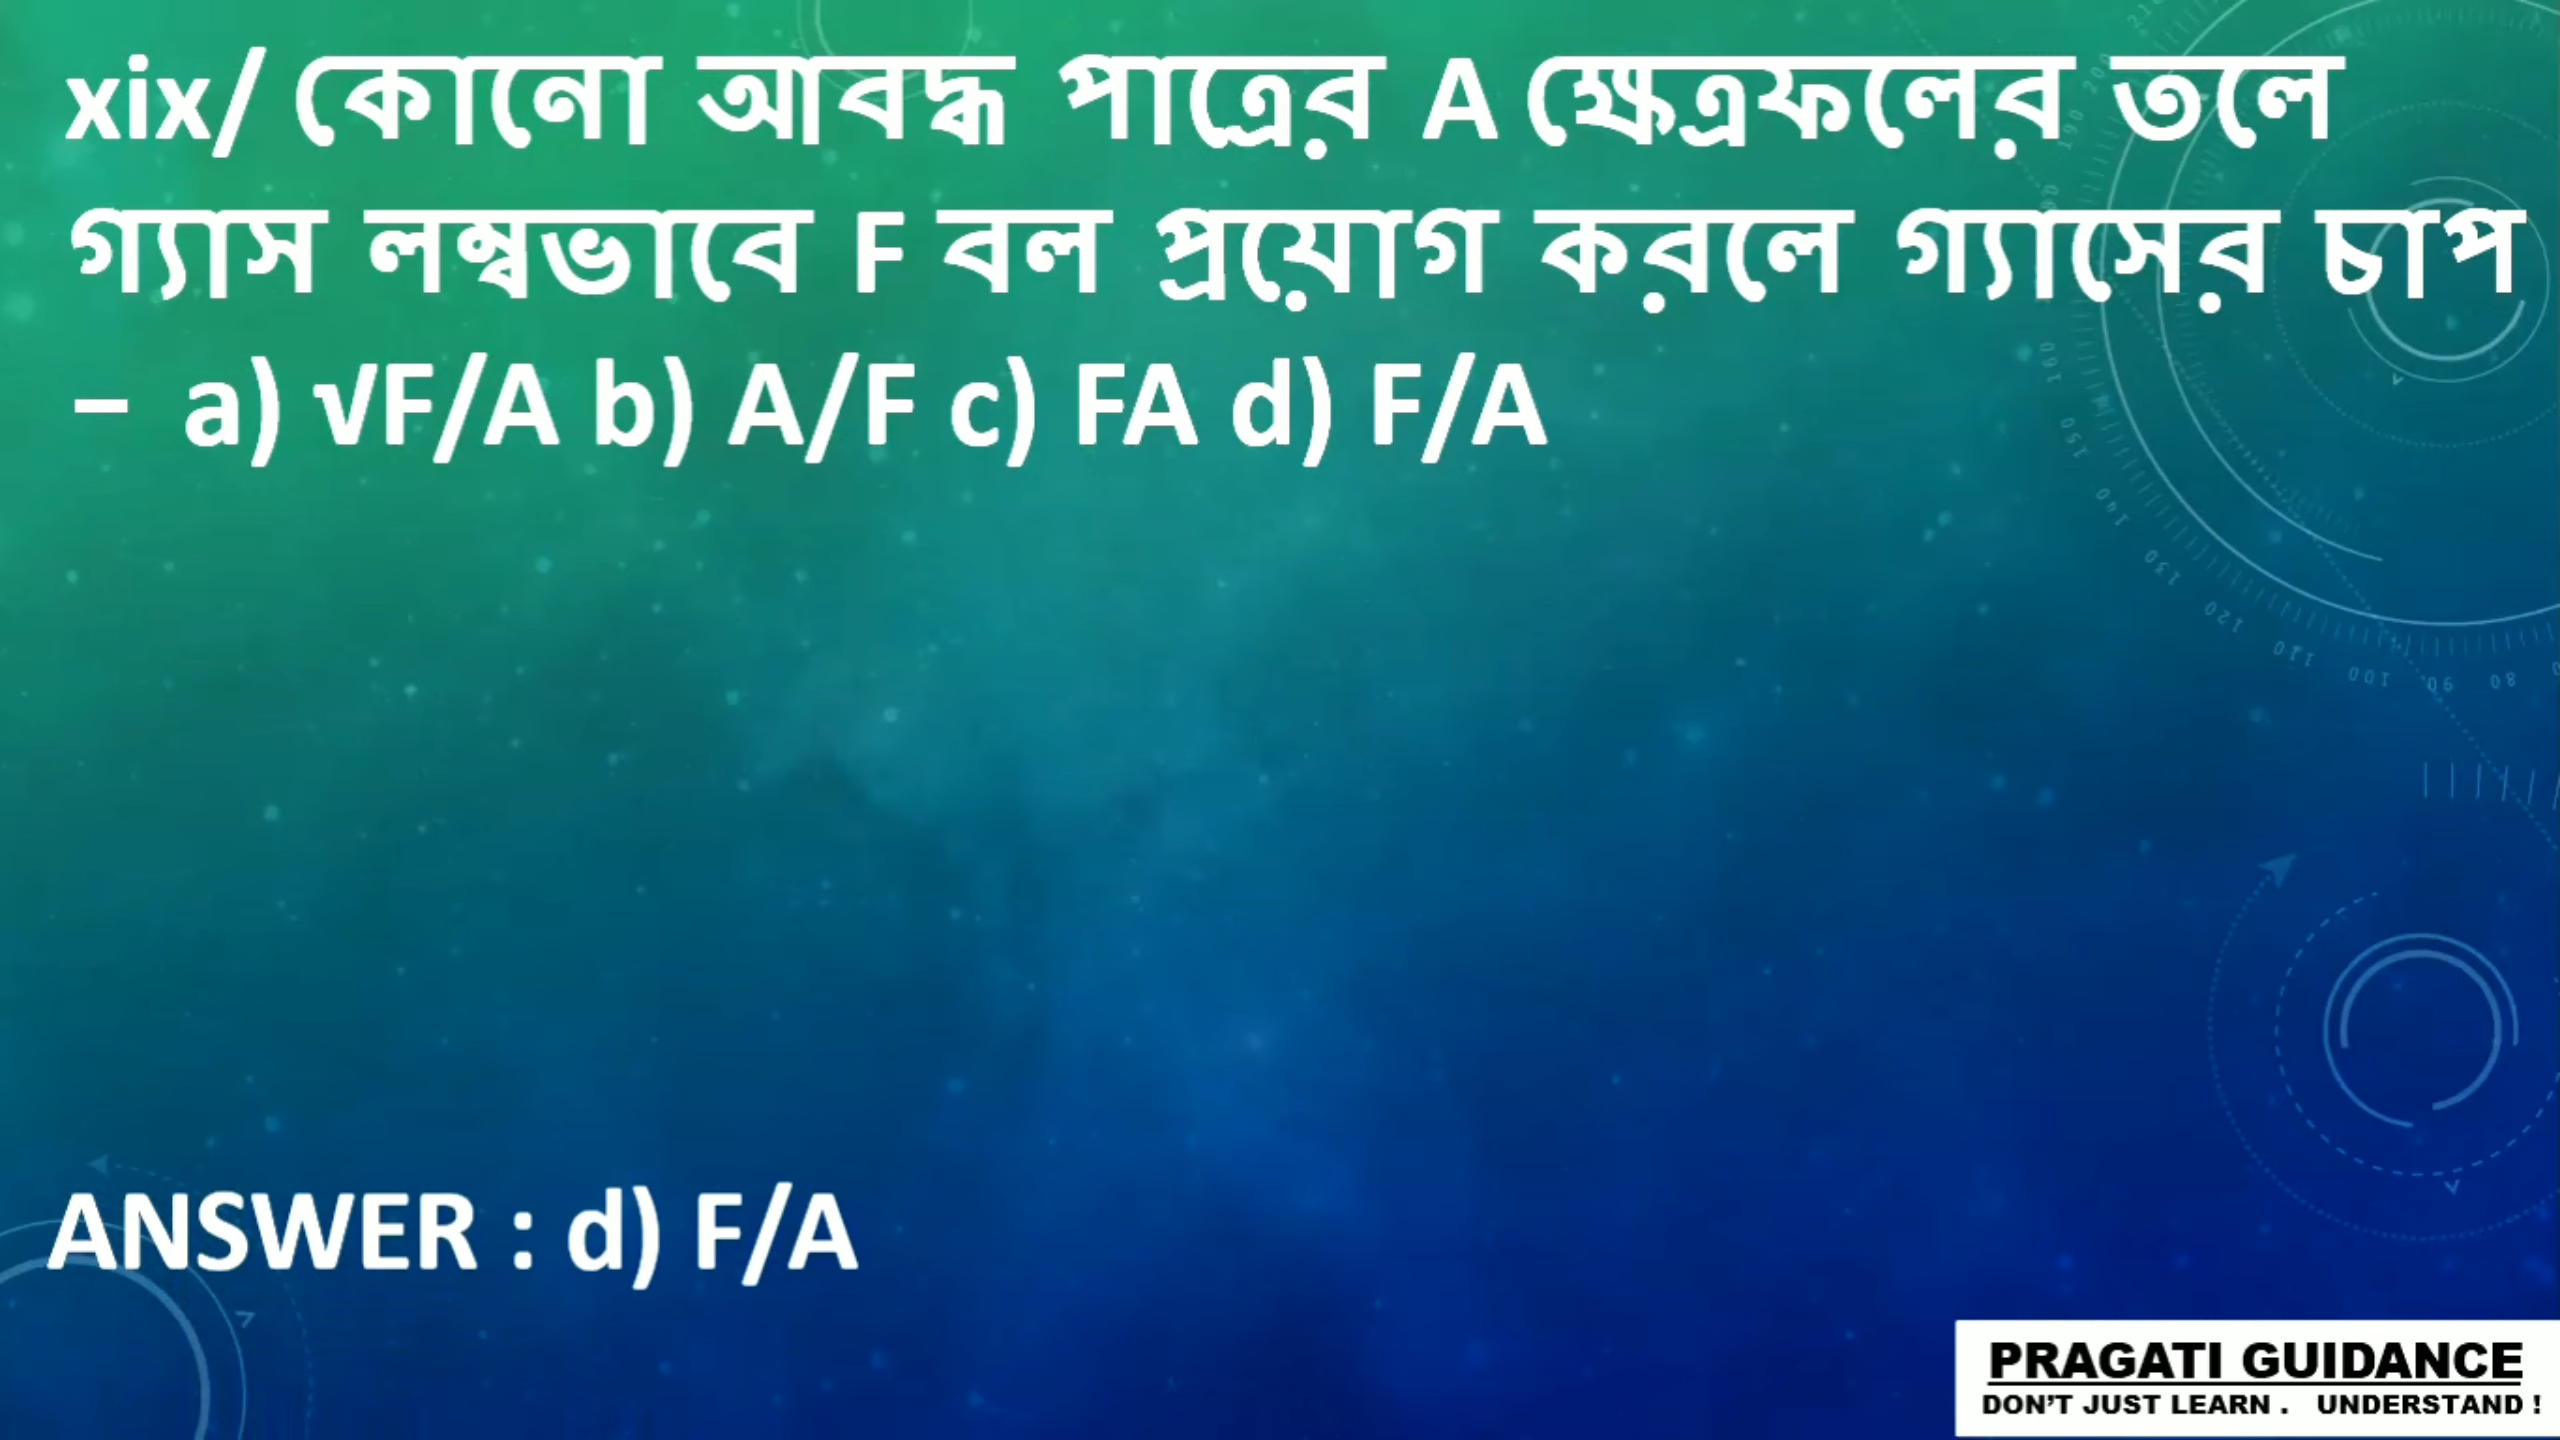 xix/ কোনো আবদ্ধ পাত্রের A ক্ষেত্রফলের তলে
গ্যাস লম্বভাবে F বল প্রয়োগ করলে গ্যাসের চাপ
– a) √F/A b) A/F c) FA d) F/A
ANSWER : d) F/A
PRAGATI GUIDANCE
DON'T JUST LEARN . UNDERSTAND !